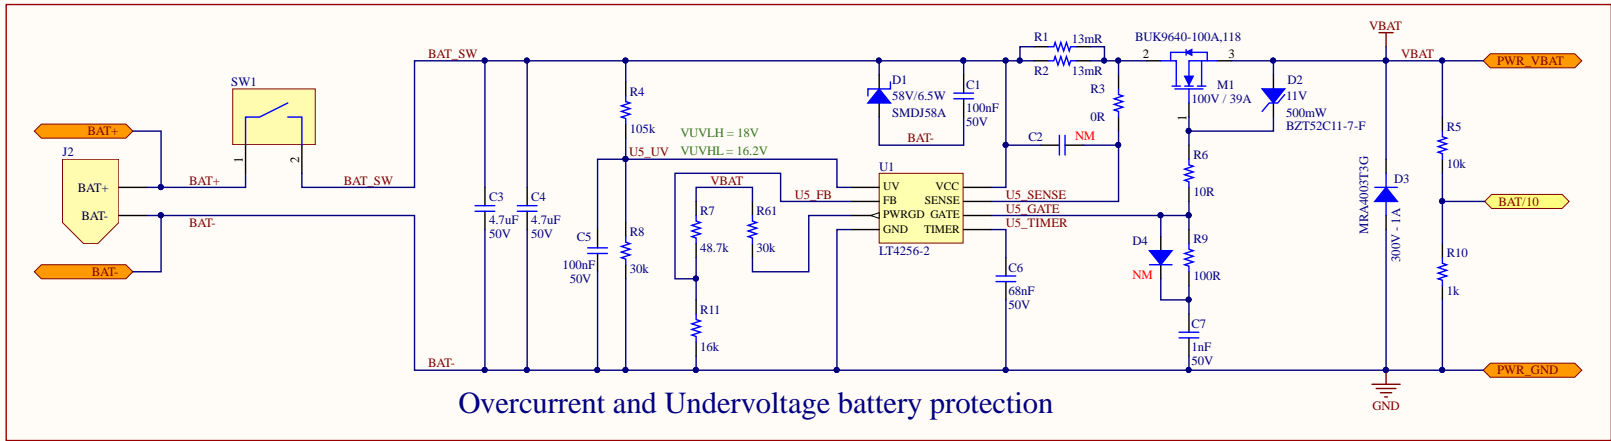 BAT+
J2
BAT+
BAT-
BAT-
BAT+
BAT-
SW1
1
2
BAT_SW
BAT_SW
BAT-
C3
4.7uF
50V
C4
4.7uF
50V
C5
100nF
50V
R4
105k
VUVLH = 18V
VUVHL = 16.2V
U5_UV
R8
30k
VBAT
R7
48.7k
R61
30k
R11
16k
U5_FB
D1
58V/6.5W
SMDJ58A
C1
100nF
50V
BAT-
U1
UV
FB
PWRGD
GND
VCC
SENSE
GATE
TIMER
LT4256-2
U5_SENSE
U5_GATE
U5_TIMER
R1
13mR
R2
13mR
R3
0R
C2
NM
C6
68nF
50V
BUK9640-100A,118
2
3
1
M1
100V / 39A
D2
11V
500mW
BZT52C11-7-F
R6
10R
D4
NM
R9
100R
C7
1nF
50V
VBAT
VBAT
D3
MRA4003T3G
300V - 1A
R5
10k
R10
1k
PWR_VBAT
BAT/10
PWR_GND
GND
Overcurrent and Undervoltage battery protection